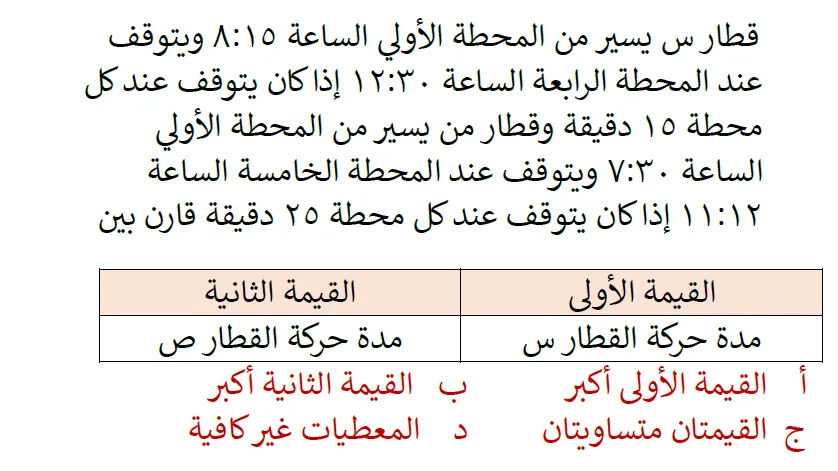 قطار س يسير من المحطة الأولي الساعة ٨:١٥ ويتوقف
عند المحطة الرابعة الساعة ١٢:٣٠ إذا كان يتوقف عند كل
محطة ١٥ دقيقة وقطار من يسير من المحطة الأولي
الساعة ٧:٣٠ ويتوقف عند المحطة الخامسة الساعة
١١:١٢ إذا كان يتوقف عند كل محطة ٢٥ دقيقة قارن بين
القيمة الأولى القيمة الثانية
مدة حركة القطار س مدة حركة القطار ص
أ القيمة الأولى أكبر ب القيمة الثانية أكبر
ج القيمتان متساويتان د المعطيات غير كافية